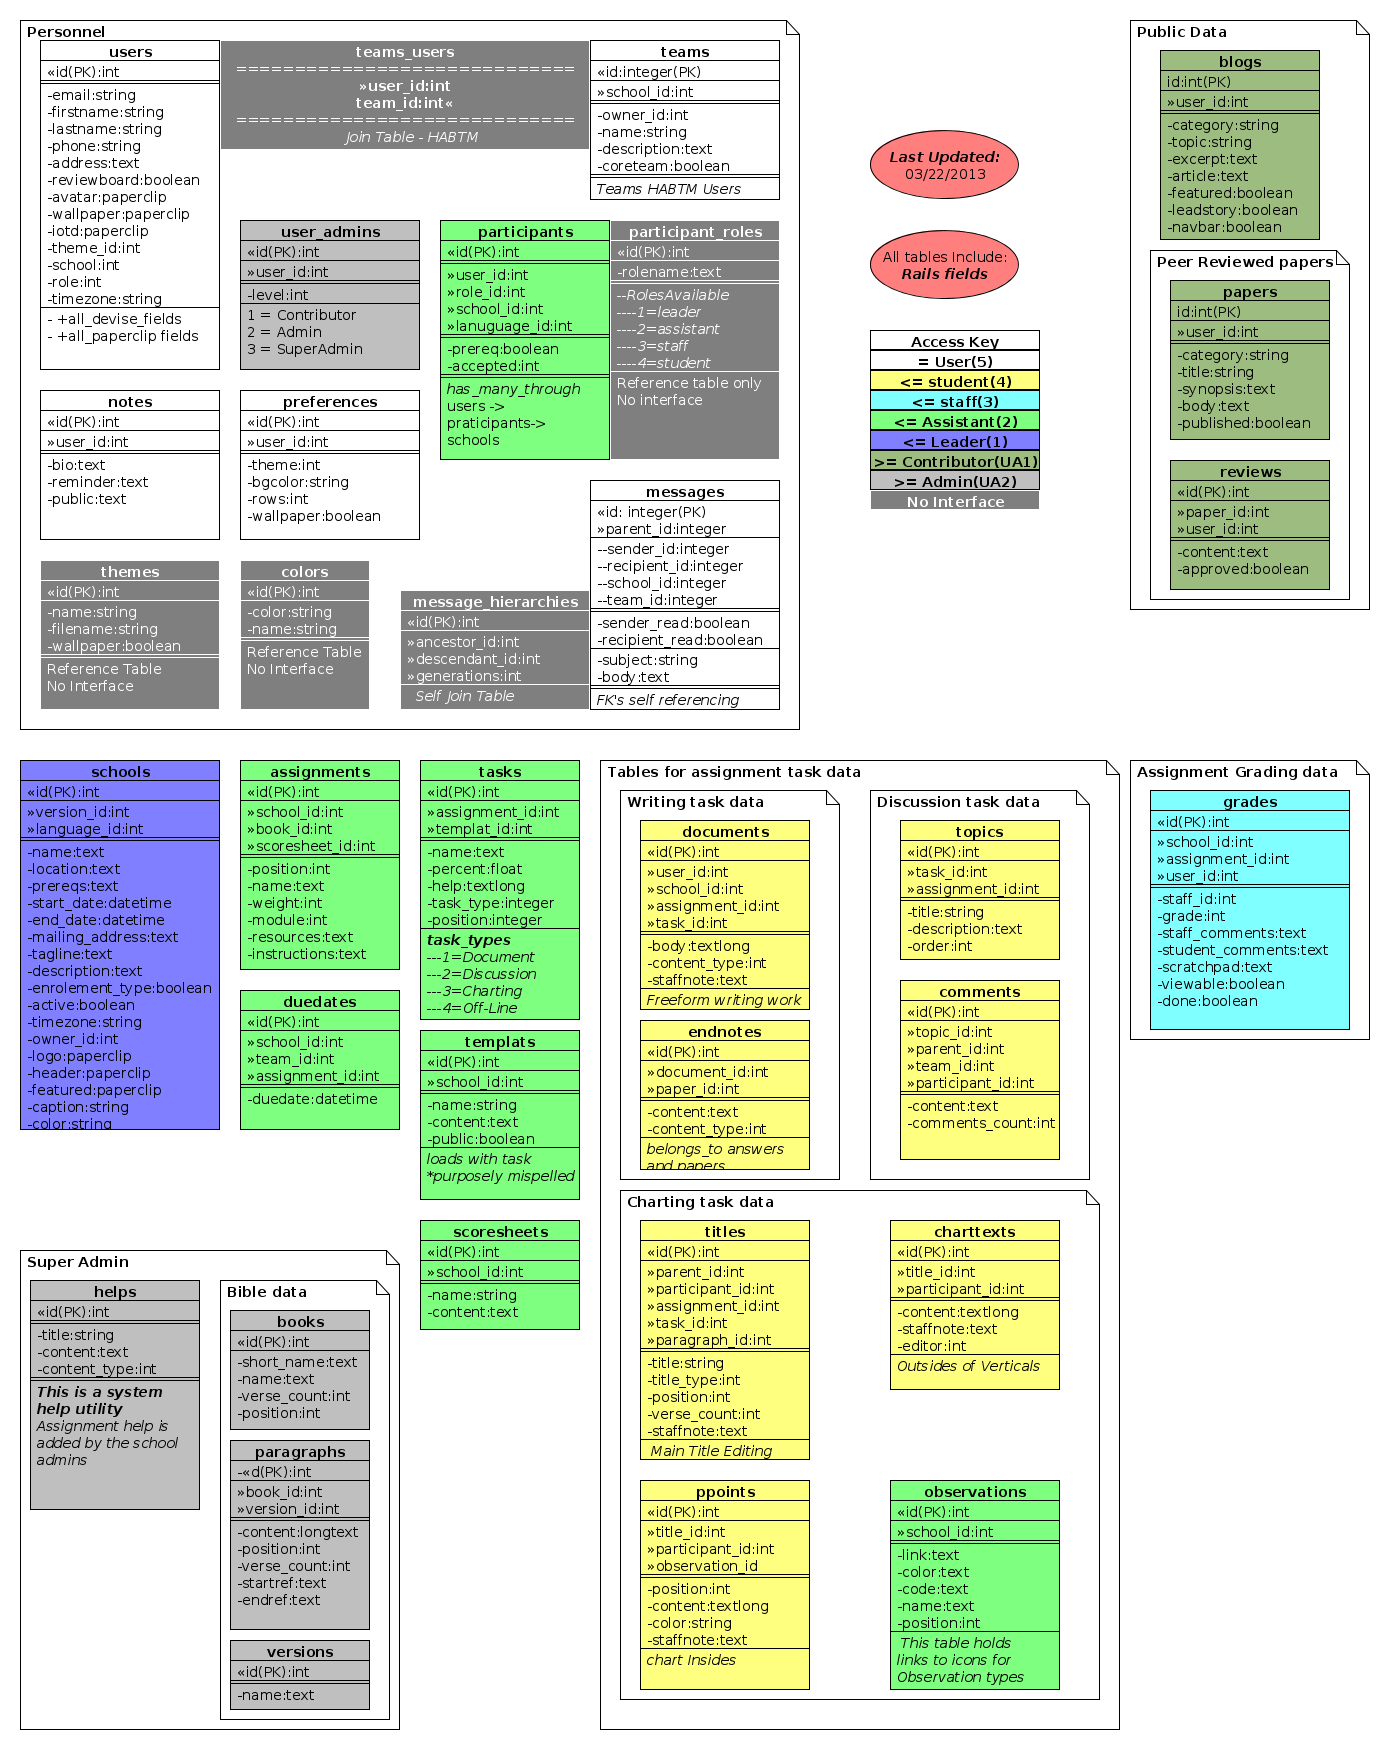 Personnel
users
«id(PK):int
-email:string
-firstname:string
-lastname:string
-phone:string
-address:text
-reviewboard:boolean
-avatar:paperclip
-wallpaper:paperclip
-iotd:paperclip
-theme_id:int
-school:int
-role:int
-timezone:string
- +all_devise_fields
- +all_paperclip fields
teams_users
=============================
»user_id:int
team_id:int«
=============================
Join Table - HABTM
teams
«id:integer(PK)
»school_id:int
-owner_id:int
-name:string
-description:text
-coreteam:boolean
Teams HABTM Users
user_admins
«id(PK):int
»user_id:int
-level:int
1 = Contributor
2 = Admin
3 = SuperAdmin
participants
«id(PK):int
»user_id:int
»role_id:int
»school_id:int
»lanuguage_id:int
-prereq:boolean
-accepted:int
has_many_through
users ->
praticipants->
schools
participant_roles
«id(PK):int
-rolename:text
--RolesAvailable
----1=leader
----2=assistant
----3=staff
----4=student
Reference table only
No interface
notes
«id(PK):int
»user_id:int
-bio:text
-reminder:text
-public:text
preferences
«id(PK):int
»user_id:int
-theme:int
-bgcolor:string
-rows:int
-wallpaper:boolean
messages
«id: integer(PK)
»parent_id:integer
--sender_id:integer
--recipient_id:integer
--school_id:integer
--team_id:integer
-sender_read:boolean
-recipient_read:boolean
-subject:string
-body:text
FK's self referencing
themes
«id(PK):int
-name:string
-filename:string
-wallpaper:boolean
Reference Table
No Interface
colors
«id(PK):int
-color:string
-name:string
Reference Table
No Interface
message_hierarchies
«id(PK):int
»ancestor_id:int
»descendant_id:int
»generations:int
Self Join Table
Last Updated:
03/22/2013
All tables Include:
Rails fields
Access Key
= User(5)
<= student(4)
<= staff(3)
<= Assistant(2)
<= Leader(1)
>= Contributor(UA1)
>= Admin(UA2)
No Interface
Public Data
blogs
id:int(PK)
»user_id:int
-category:string
-topic:string
-excerpt:text
-article:text
-featured:boolean
-leadstory:boolean
-navbar:boolean
Peer Reviewed papers
papers
id:int(PK)
»user_id:int
-category:string
-title:string
-synopsis:text
-body:text
-published:boolean
reviews
«id(PK):int
»paper_id:int
»user_id:int
-content:text
-approved:boolean
schools
«id(PK):int
»version_id:int
»language_id:int
-name:text
-location:text
-prereqs:text
-start_date:datetime
-end_date:datetime
-mailing_address:text
-tagline:text
-description:text
-enrolement_type:boolean
-active:boolean
-timezone:string
-owner_id:int
-logo:paperclip
-header:paperclip
-featured:paperclip
-caption:string
-color:string
assignments
«id(PK):int
»school_id:int
»book_id:int
»scoresheet_id:int
-position:int
-name:text
-weight:int
-module:int
-resources:text
-instructions:text
duedates
«id(PK):int
»school_id:int
»team_id:int
»assignment_id:int
-duedate:datetime
tasks
«id(PK):int
»assignment_id:int
»templat_id:int
-name:text
-percent:float
-help:textlong
-task_type:integer
-position:integer
task_types
---1=Document
---2=Discussion
---3=Charting
---4=Off-Line
templats
«id(PK):int
»school_id:int
-name:string
-content:text
-public:boolean
loads with task
*purposely mispelled
scoresheets
«id(PK):int
»school_id:int
-name:string
-content:text
Tables for assignment task data
Writing task data
documents
«id(PK):int
»user_id:int
»school_id:int
»assignment_id:int
»task_id:int
-body:textlong
-content_type:int
-staffnote:text
Freeform writing work
endnotes
«id(PK):int
»document_id:int
»paper_id:int
-content:text
-content_type:int
belongs_to answers
and papers
Discussion task data
topics
«id(PK):int
»task_id:int
»assignment_id:int
-title:string
-description:text
-order:int
comments
«id(PK):int
»topic_id:int
»parent_id:int
»team_id:int
»participant_id:int
-content:text
-comments_count:int
Charting task data
titles
«id(PK):int
»parent_id:int
»participant_id:int
»assignment_id:int
»task_id:int
»paragraph_id:int
-title:string
-title_type:int
-position:int
-verse_count:int
-staffnote:text
Main Title Editing
charttexts
«id(PK):int
»title_id:int
»participant_id:int
-content:textlong
-staffnote:text
-editor:int
Outsides of Verticals
ppoints
«id(PK):int
»title_id:int
»participant_id:int
»observation_id
-position:int
-content:textlong
-color:string
-staffnote:text
chart Insides
observations
«id(PK):int
»school_id:int
-link:text
-color:text
-code:text
-name:text
-position:int
This table holds
links to icons for
Observation types
Assignment Grading data
grades
«id(PK):int
»school_id:int
»assignment_id:int
»user_id:int
-staff_id:int
-grade:int
-staff_comments:text
-student_comments:text
-scratchpad:text
-viewable:boolean
-done:boolean
Super Admin
helps
«id(PK):int
-title:string
-content:text
-content_type:int
This is a system
help utility
Assignment help is
added by the school
admins
Bible data
books
«id(PK):int
-short_name:text
-name:text
-verse_count:int
-position:int
paragraphs
-«d(PK):int
»book_id:int
»version_id:int
-content:longtext
-position:int
-verse_count:int
-startref:text
-endref:text
versions
«id(PK):int
-name:text